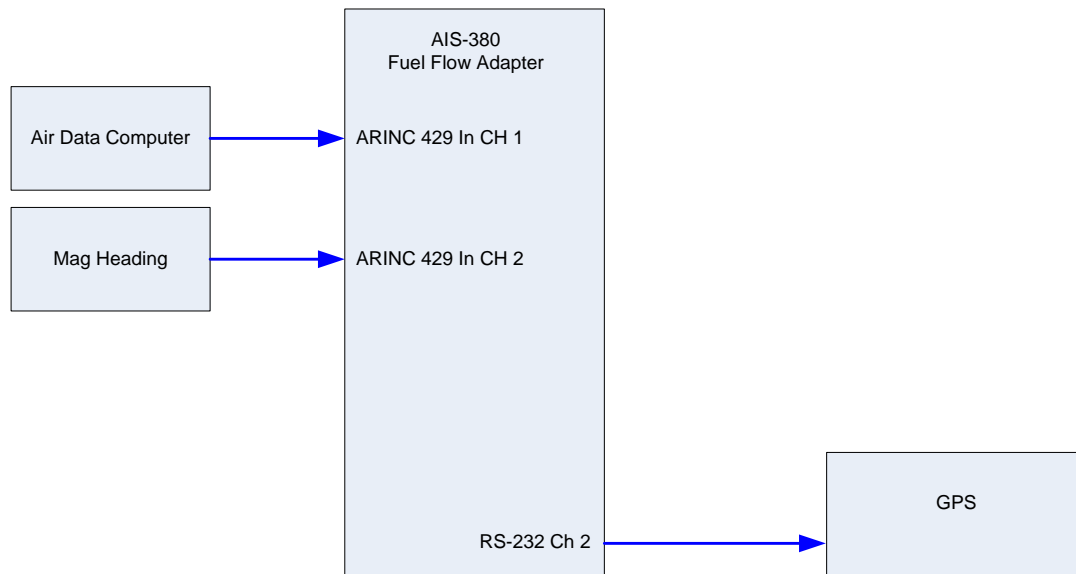 AIS-380
Fuel Flow Adapter
Air Data Computer
ARINC 429 In CH 1
Mag Heading
ARINC 429 In CH 2
GPS
RS-232 Ch 2